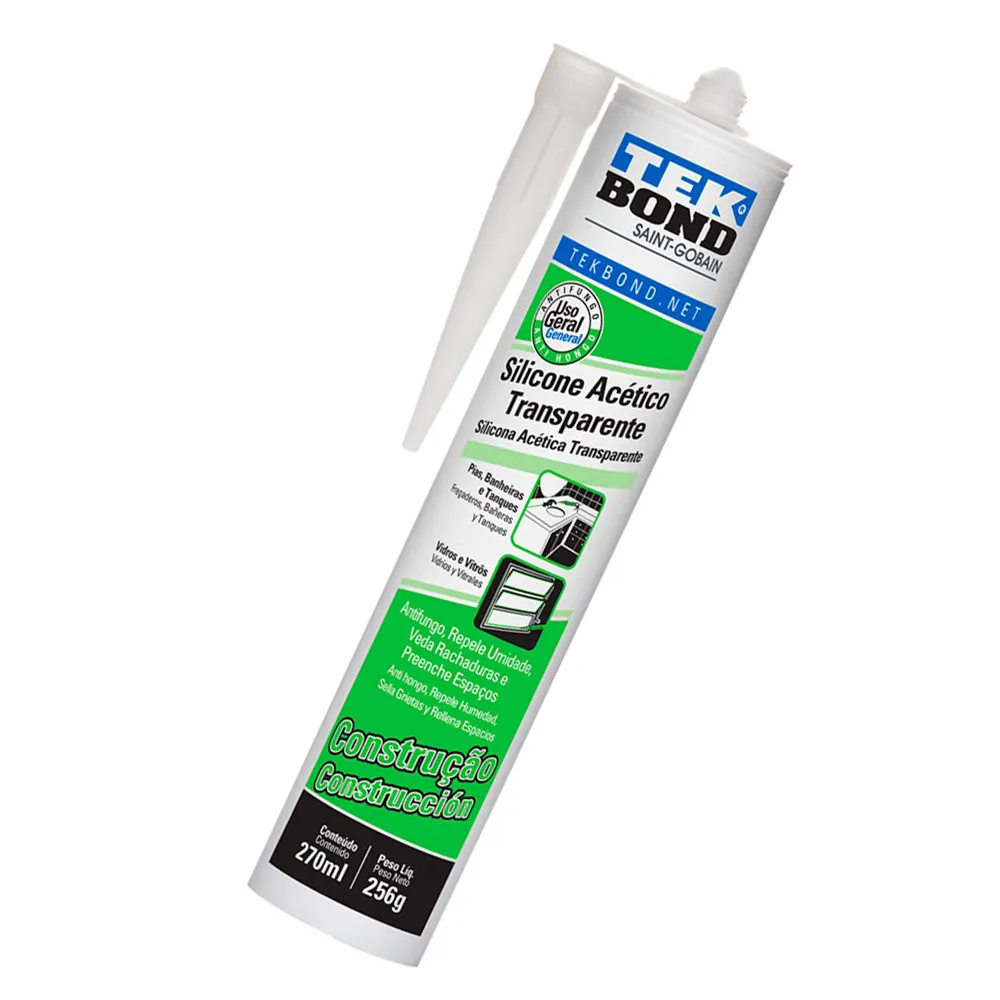 TEK
BOND
SAINT-GOBAIN
TEKBOND.NET
ANTIFUNGO
Uso
Geral
General
ANTI HONGO
Silicone Acético
Transparente
Silicona Acética Transparente
Pias, Banheiras
e Tanques
Fregaderos, Bañeras
y Tanques
Vidros e Vitrôs
Vidrios y Vitrales
Antifungo, Repele Umidade,
Veda Rachaduras e
Preenche Espaços
Anti hongo, Repele Humedad,
Sella Grietas y Rellena Espacios
Construção
Construcción
Conteúdo
Contenido
270ml
Peso Líq.
Peso Neto
256g